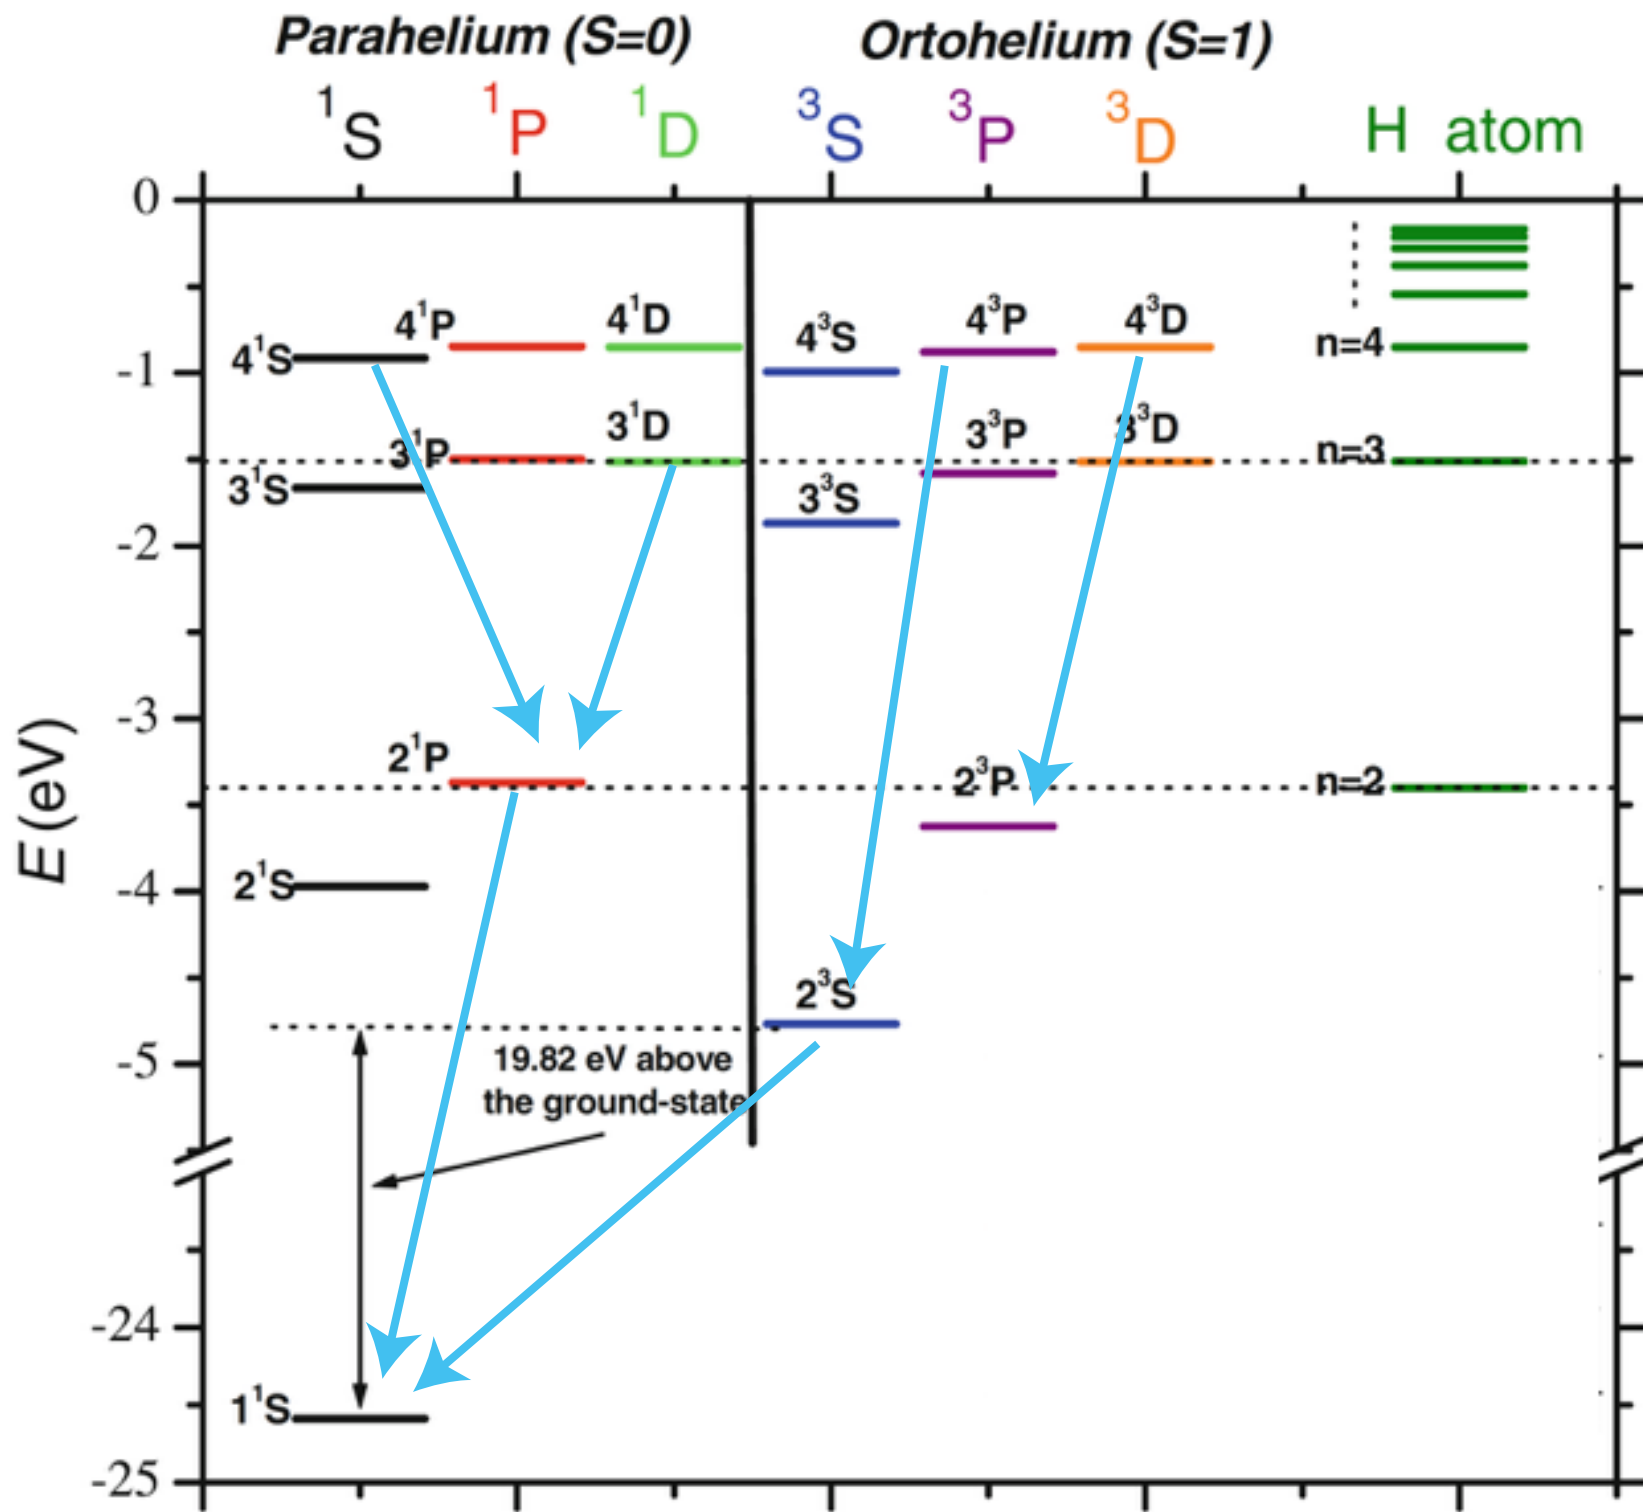 Parahelium (S=0) Ortohelium (S=1)
¹S ¹P ¹D ³S ³P ³D H atom
0
4¹P 4¹D 4³S 4³P 4³D
4¹S n=4
-1
3¹P 3¹D 3³P 3³D n=3
3¹S 3³S
-2
-3
2¹P 2³P n=2
E (eV)
2¹S
-4
2³S
19.82 eV above
-5
the ground-state
-24
1¹S
-25